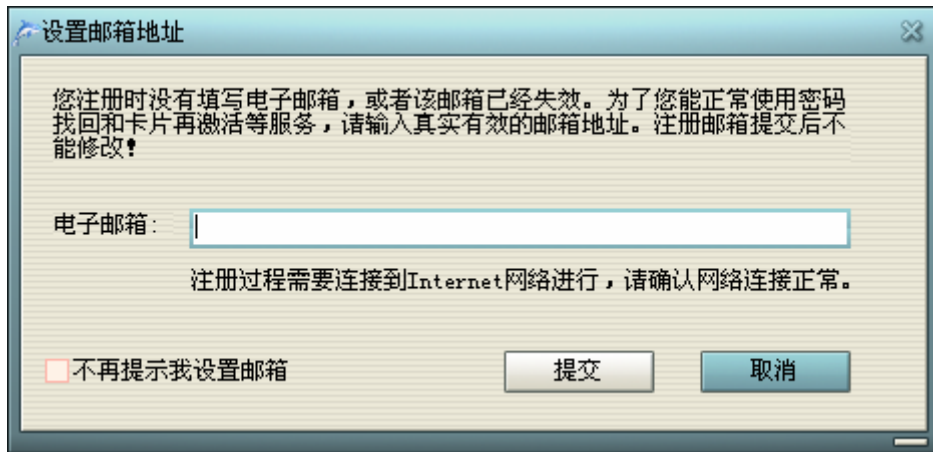 设置邮箱地址
您注册时没有填写电子邮箱，或者该邮箱已经失效。为了您能正常使用密码
找回和卡片再激活等服务，请输入真实有效的邮箱地址。注册邮箱提交后不
能修改！
电子邮箱：
注册过程需要连接到Internet网络进行，请确认网络连接正常。
不再提示我设置邮箱
提交
取消